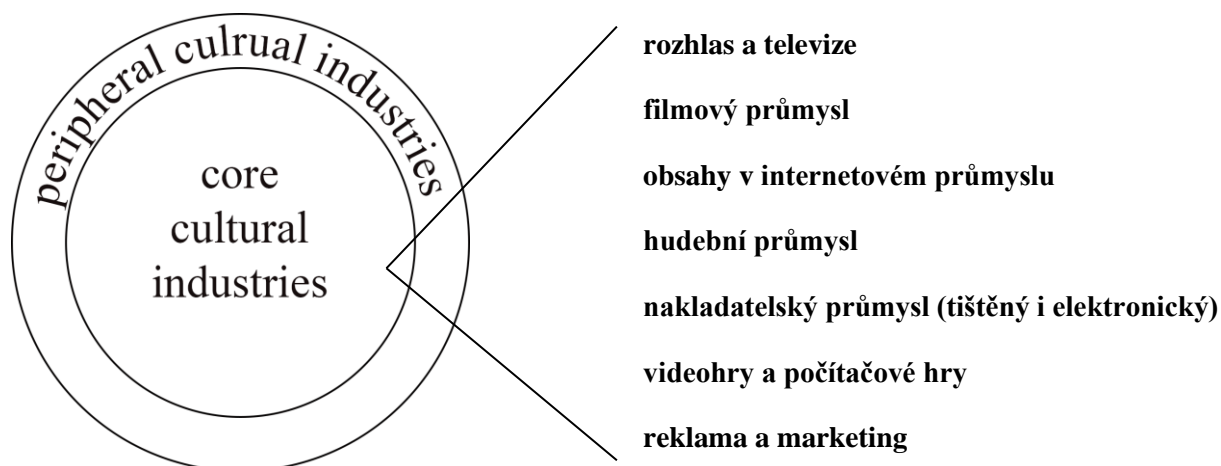 peripheral culrual industries
core
cultural
industries
rozhlas a televize
filmový průmysl
obsahy v internetovém průmyslu
hudební průmysl
nakladatelský průmysl (tištěný i elektronický)
videohry a počítačové hry
reklama a marketing